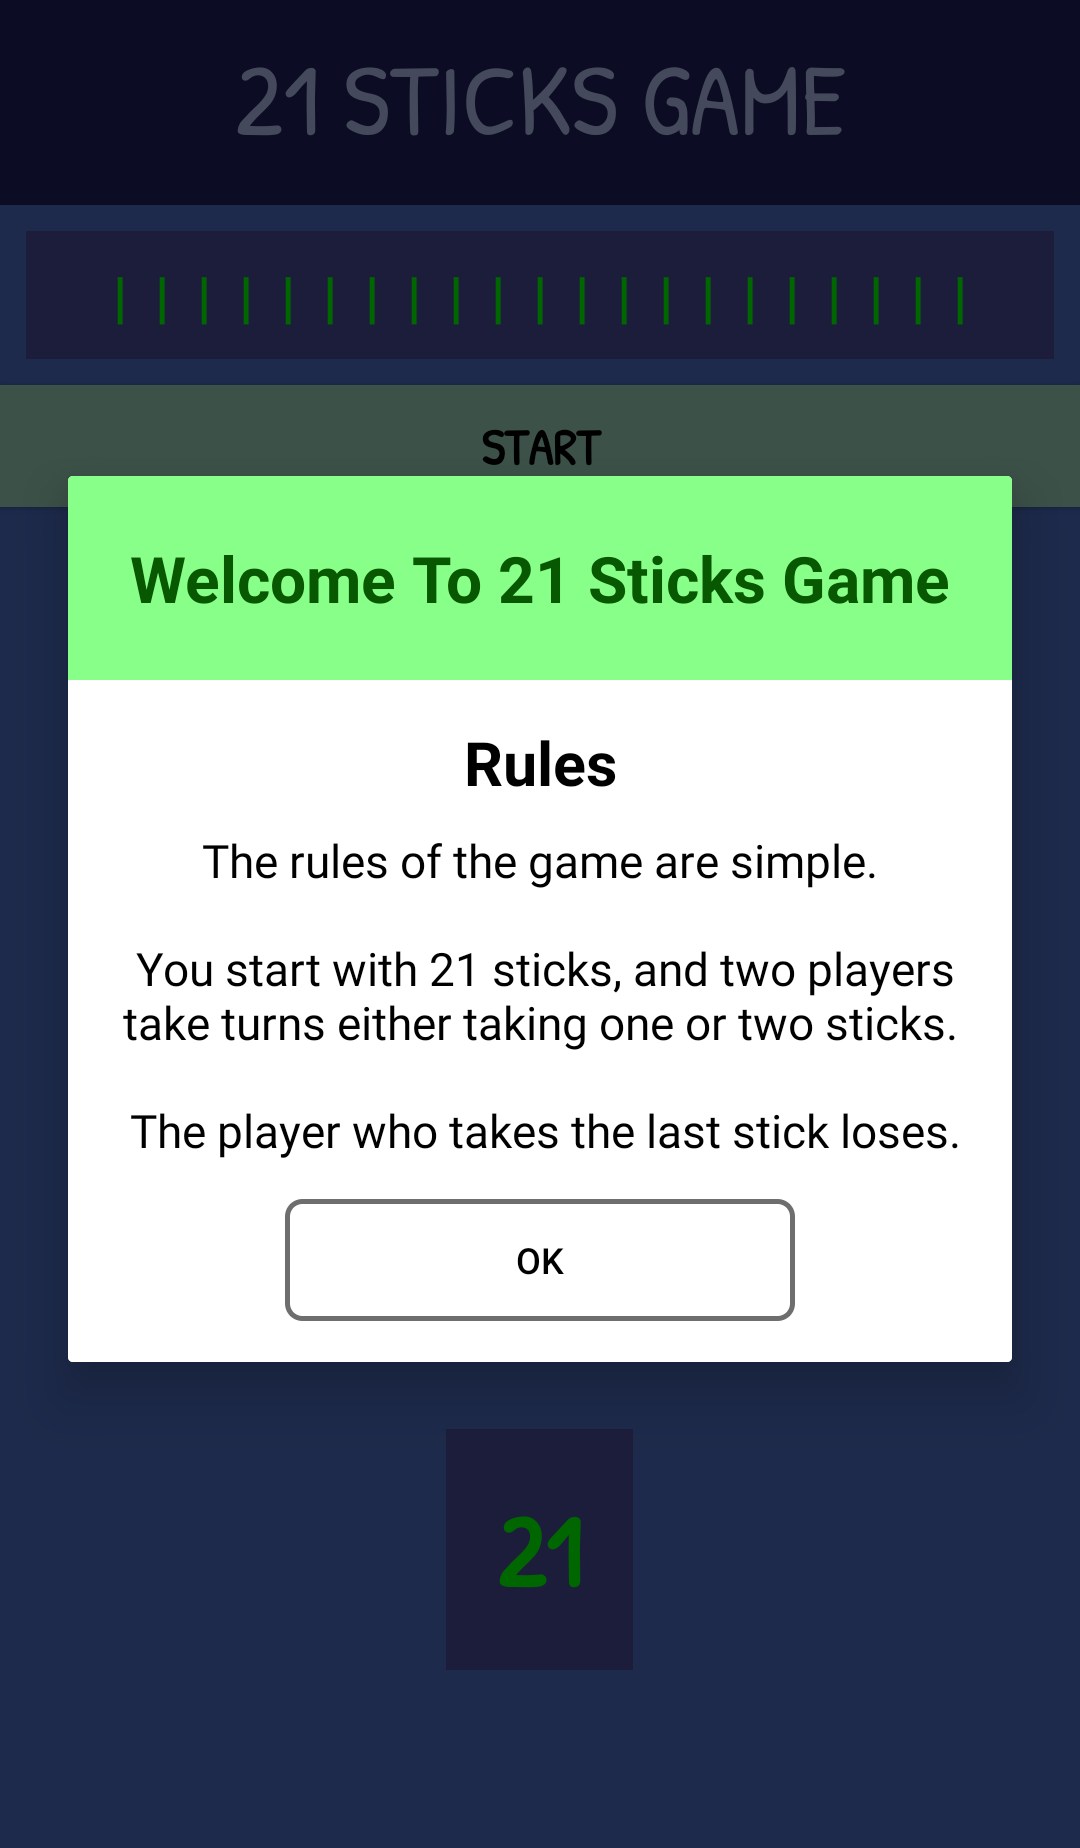 21 STICKS GAME
| | | | | | | | | | | | | | | | | | | | |
START
Welcome To 21 Sticks Game
Rules
The rules of the game are simple.
You start with 21 sticks, and two players
take turns either taking one or two sticks.
The player who takes the last stick loses.
OK
21